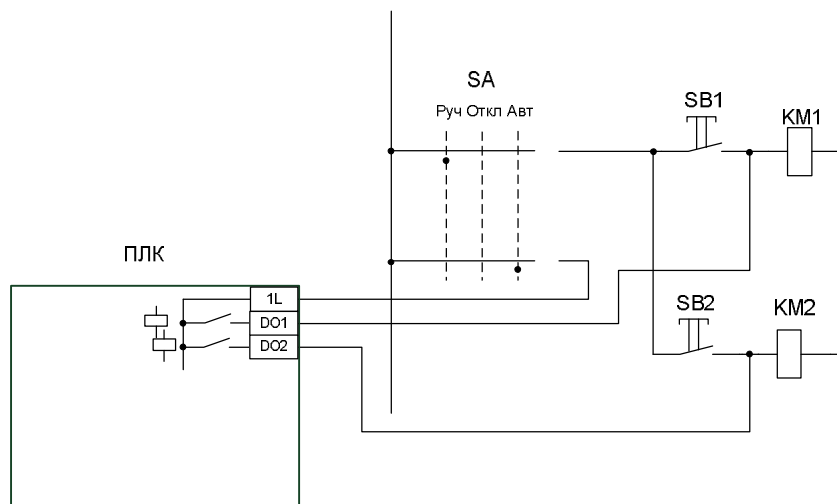 SA
Руч Откл Авт
SB1
KM1
ПЛК
1L
DO1
DO2
SB2
KM2